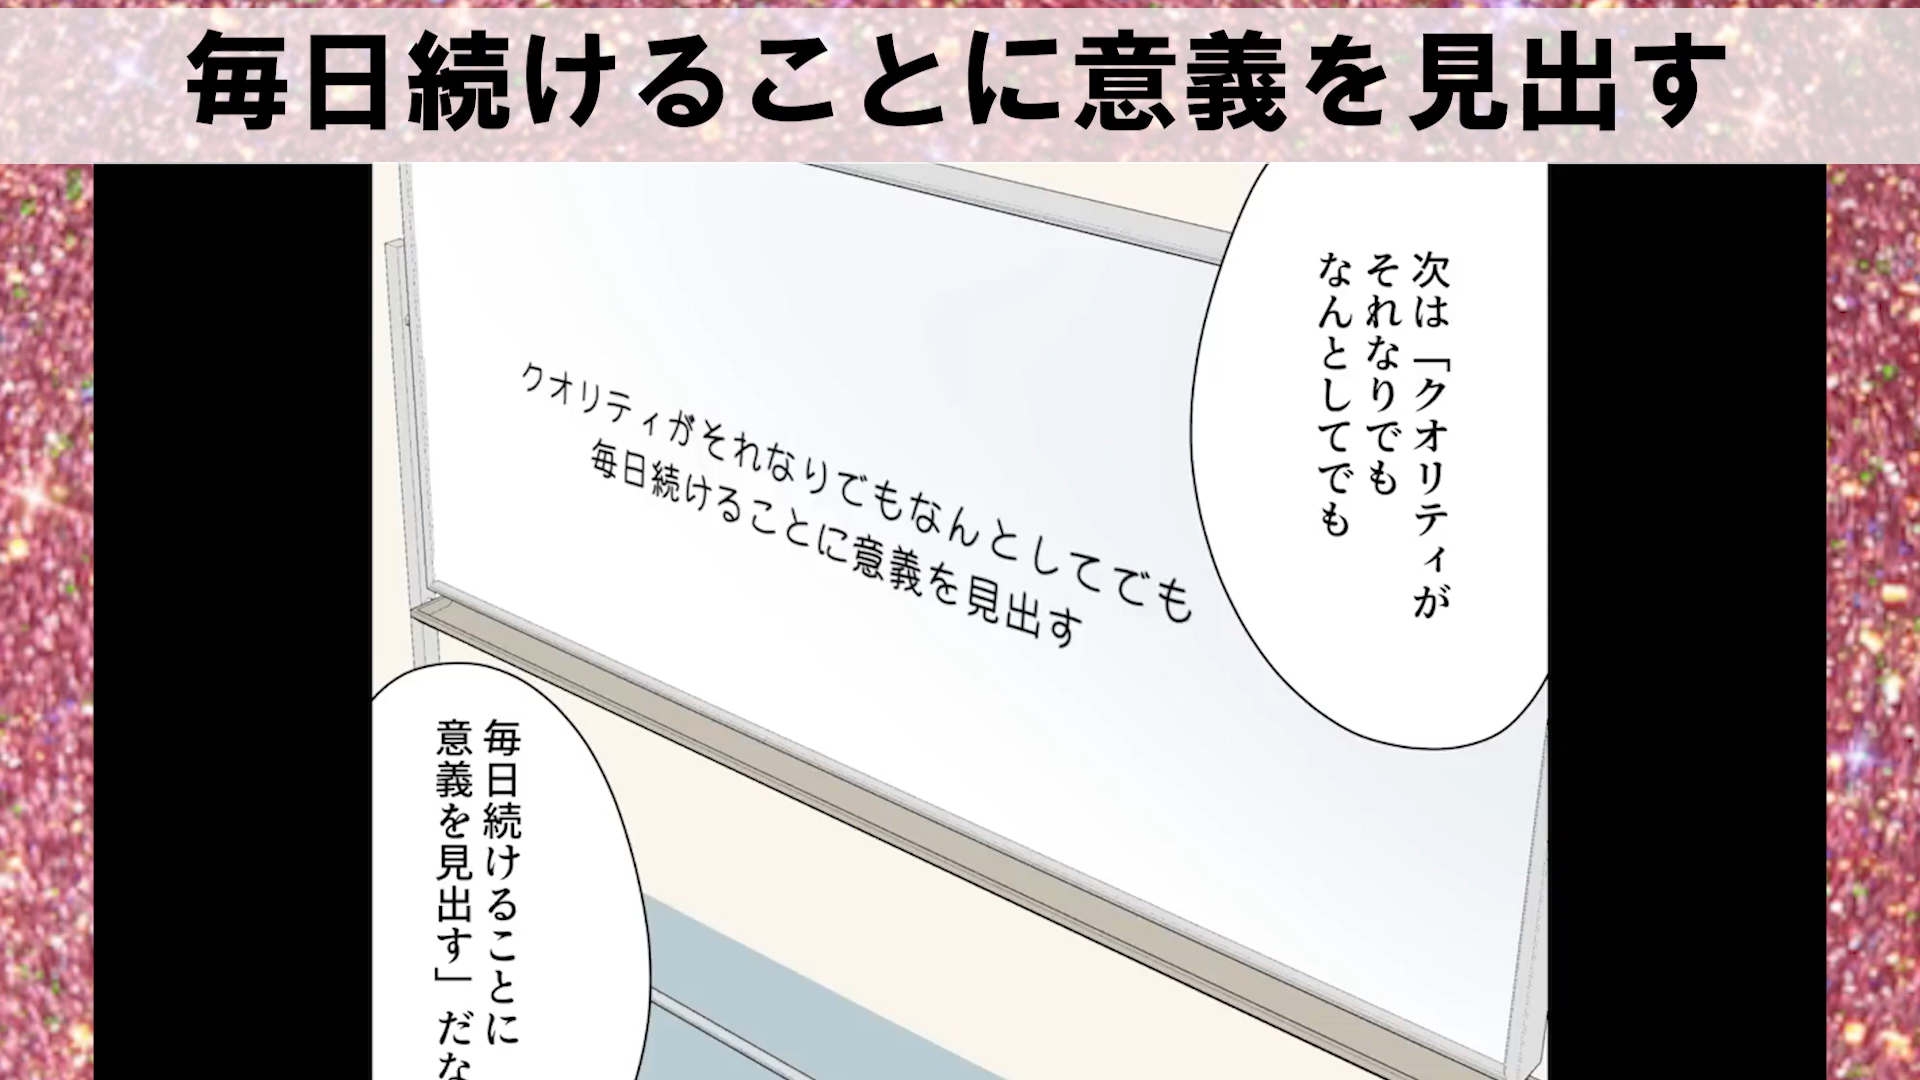 毎日続けることに意義を見出す
次は「クオリティが
それなりでも
なんとしてでも
クオリティがそれなりでもなんとしてでも
毎日続けることに意義を見出す
毎日続けることに
意義を見出す」だな